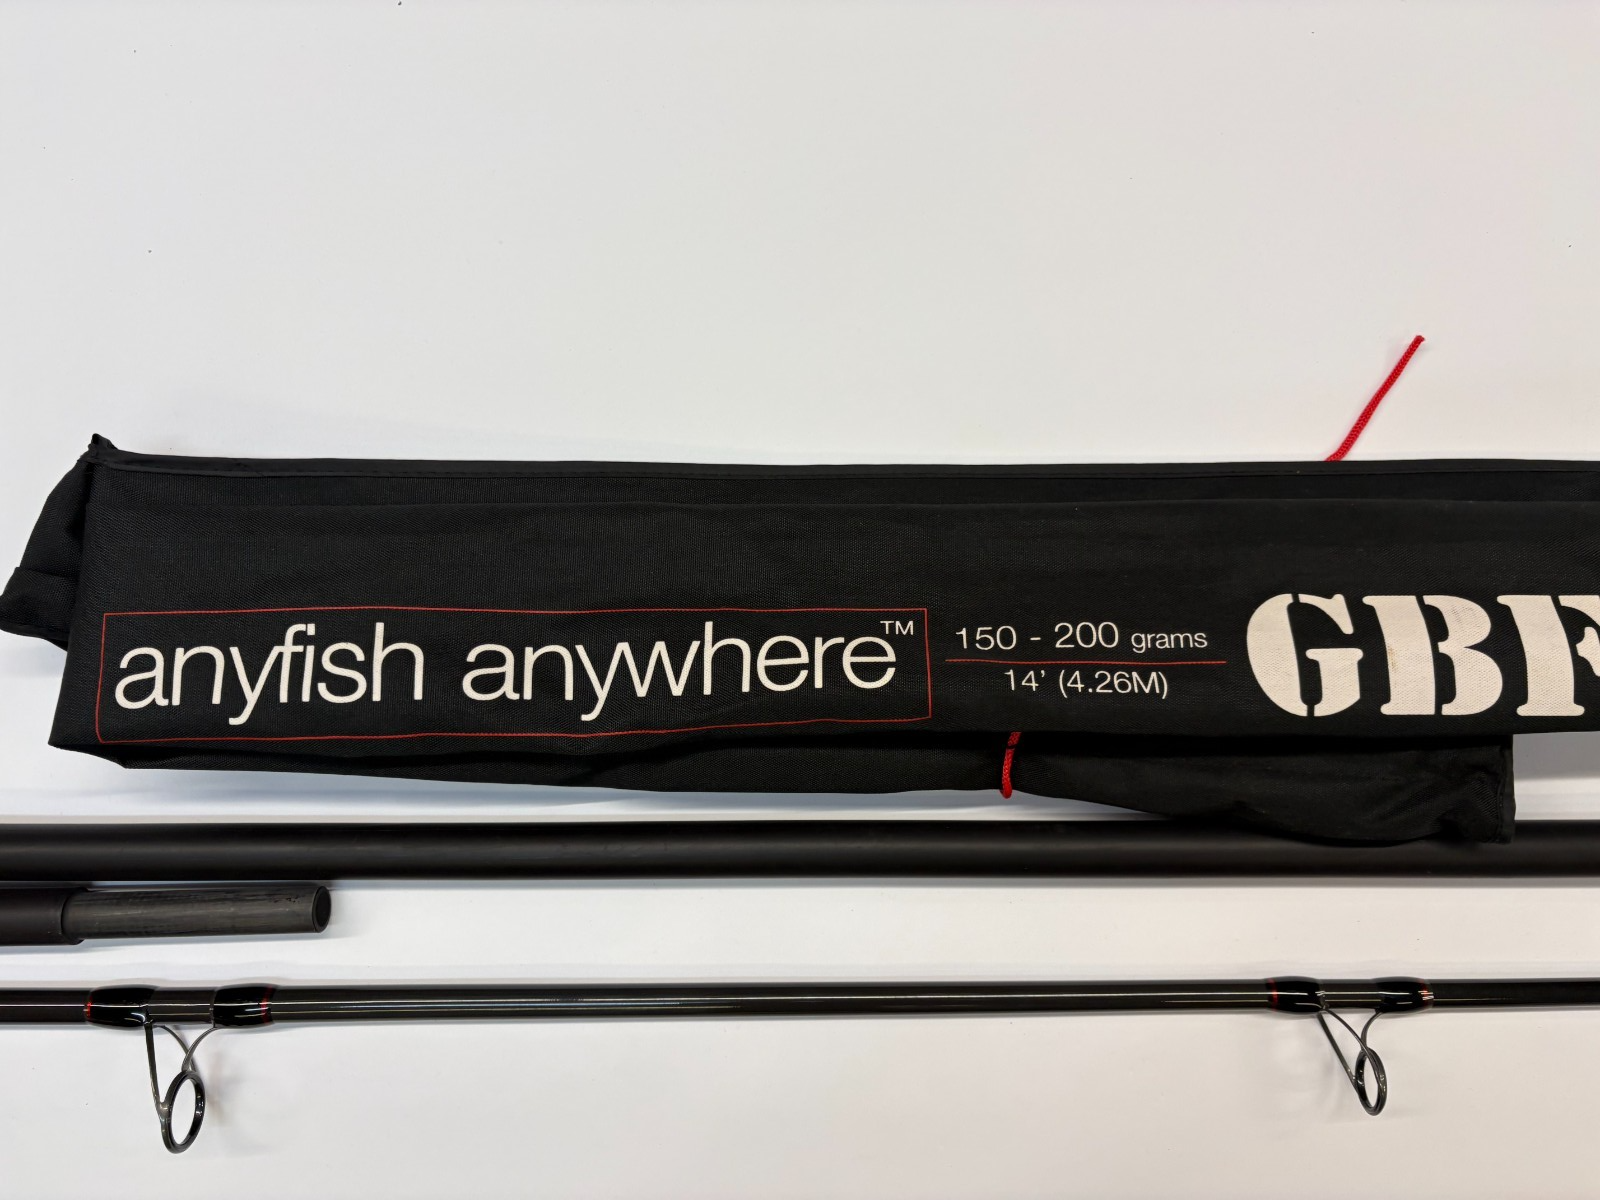 anyfish anywhere™
150 - 200 grams
14' (4.26M)
GBF